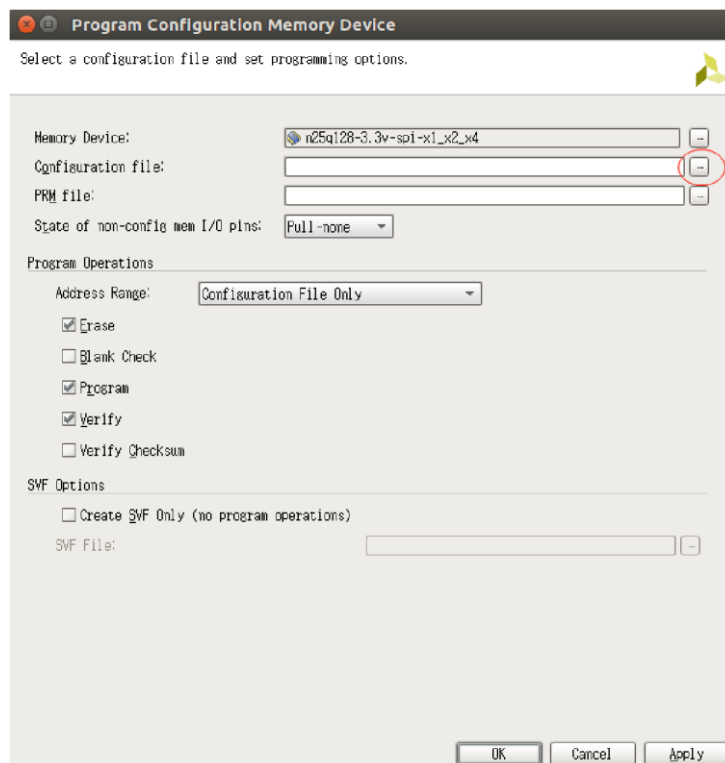 Program Configuration Memory Device
Select a configuration file and set programming options.
Memory Device: n25q128-3.3v-spi-x1_x2_x4 ...
Configuration file: ...
PRM file: ...
State of non-config mem I/O pins: Pull-none
Program Operations
Address Range: Configuration File Only
Erase
Blank Check
Program
Verify
Verify Checksum
SVF Options
Create SVF Only (no program operations)
SVF File: ...
OK Cancel Apply